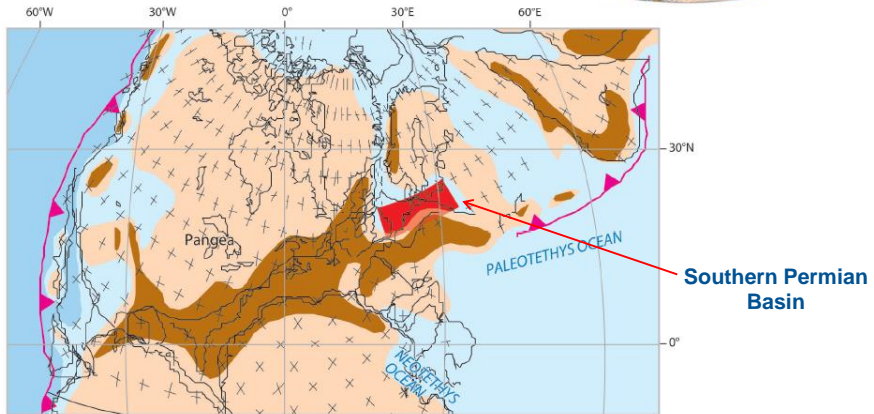 60°W 30°W 0° 30°E 60°E
30°N
Pangea
PALEOTETHYS OCEAN
Southern Permian
Basin
0°
NEOTETHYS
OCEAN